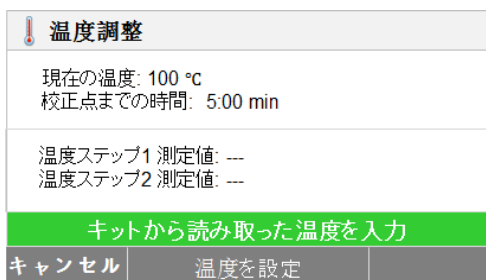 温度調整
現在の温度: 100 ℃
校正点までの時間: 5:00 min
温度ステップ1 測定値: ---
温度ステップ2 測定値: ---
キットから読み取った温度を入力
キャンセル 温度を設定